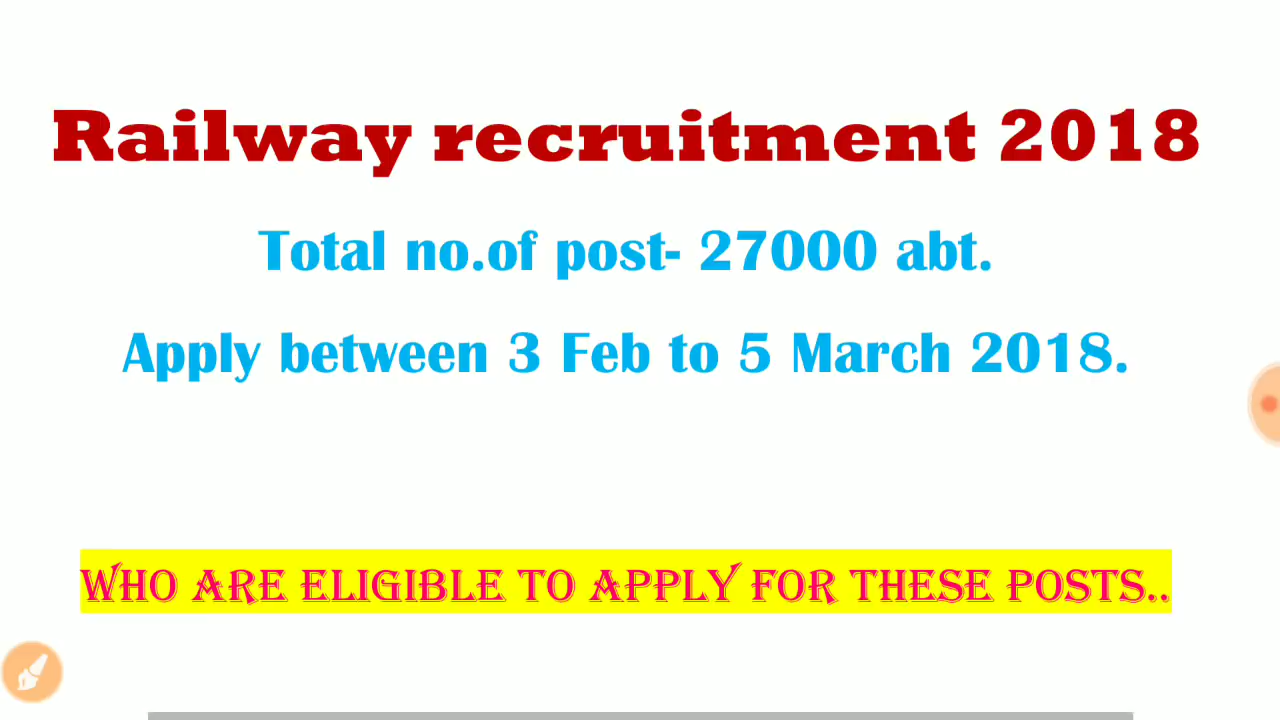 Railway recruitment 2018
Total no.of post- 27000 abt.
Apply between 3 Feb to 5 March 2018.
WHO ARE ELIGIBLE TO APPLY FOR THESE POSTS..